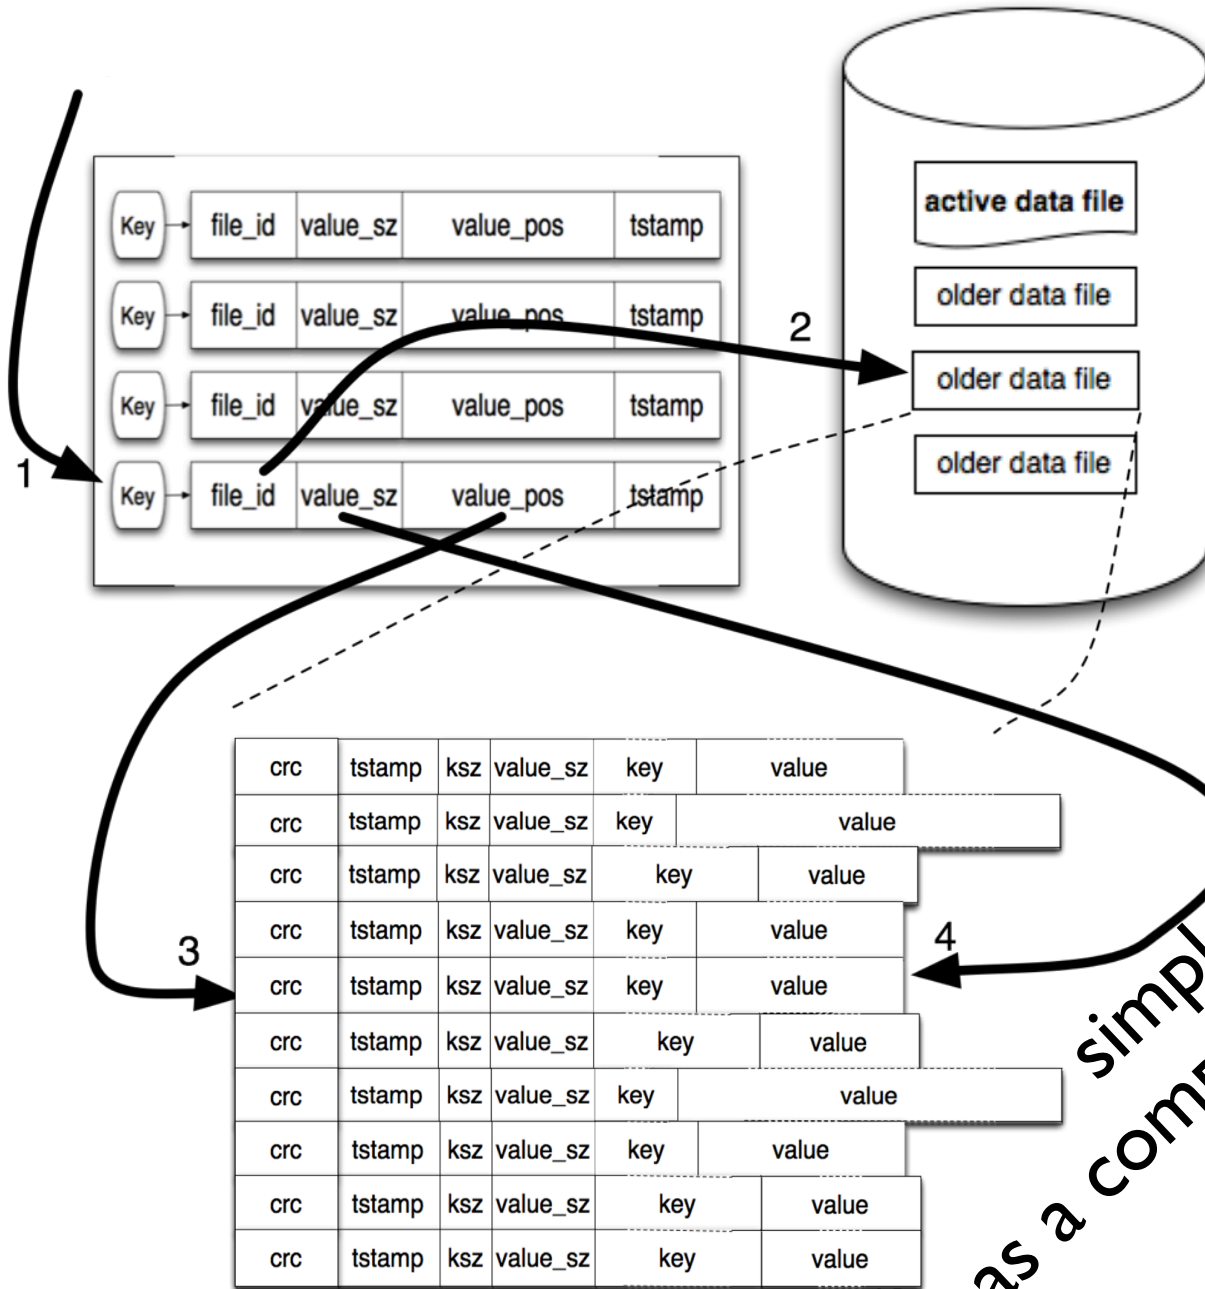 active data file
older data file
older data file
older data file
Key file_id value_sz value_pos tstamp
Key file_id value_sz value_pos tstamp
Key file_id value_sz value_pos tstamp
Key file_id value_sz value_pos tstamp
1
2
3
4
crc tstamp ksz value_sz key value
crc tstamp ksz value_sz key value
crc tstamp ksz value_sz key value
crc tstamp ksz value_sz key value
crc tstamp ksz value_sz key value
crc tstamp ksz value_sz key value
crc tstamp ksz value_sz key value
crc tstamp ksz value_sz key value
crc tstamp ksz value_sz key value
crc tstamp ksz value_sz key value
as a